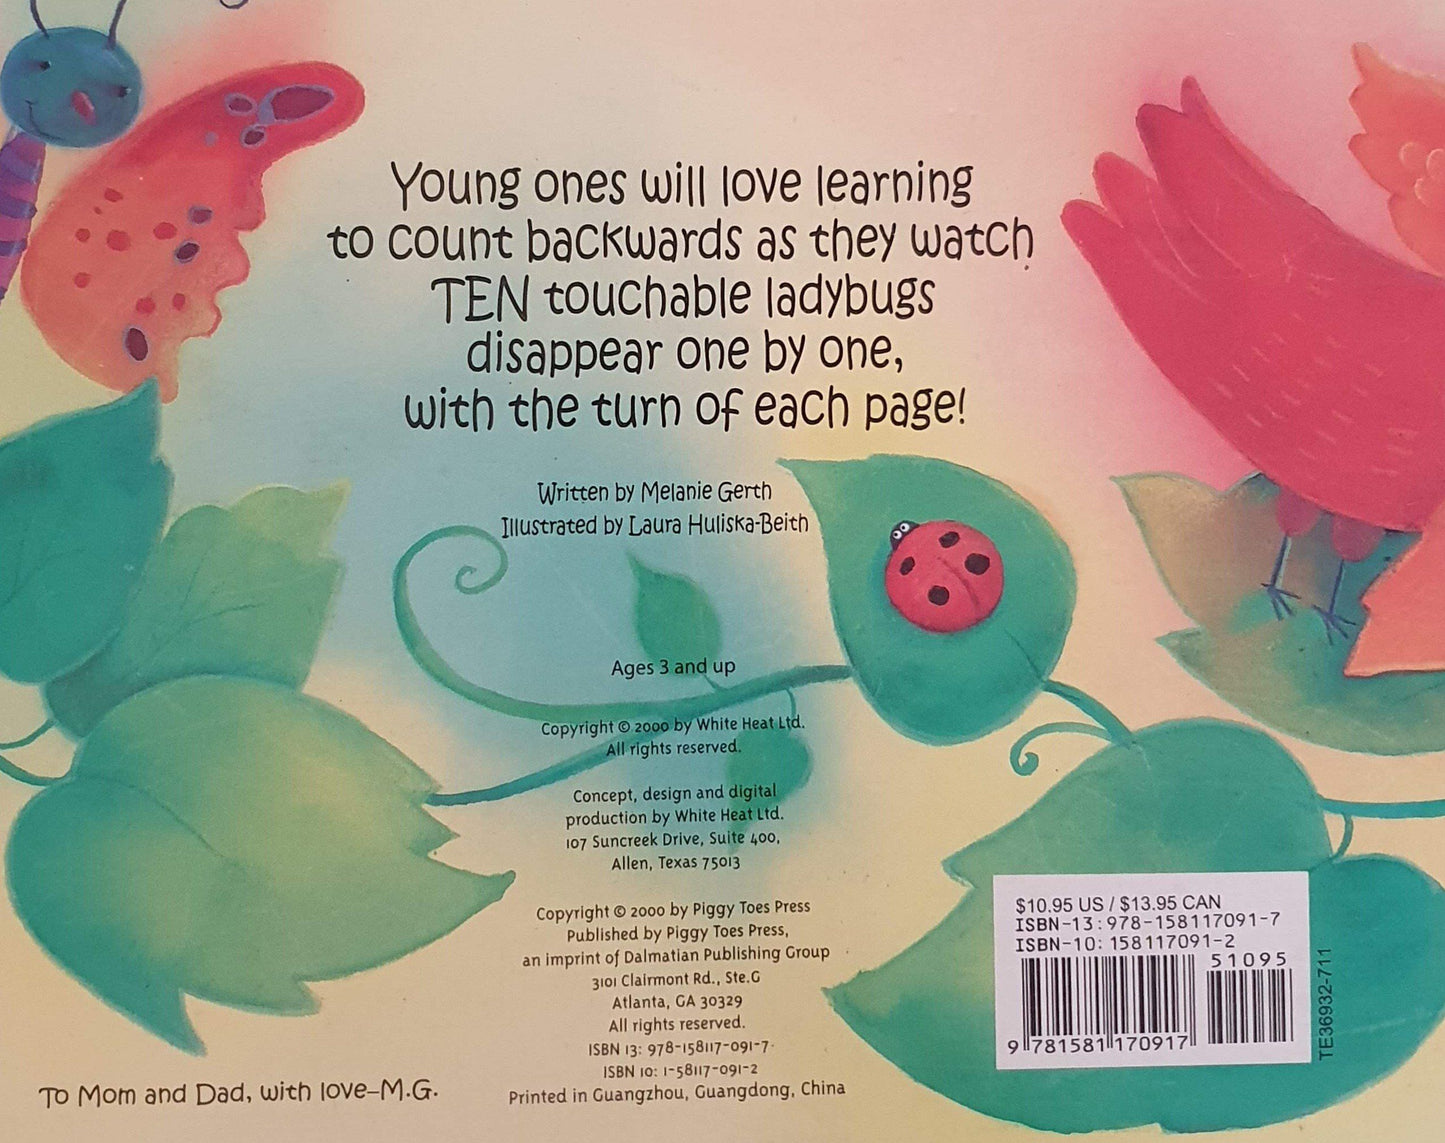 Young ones will love learning
to count backwards as they watch
TEN touchable ladybugs
disappear one by one,
with the turn of each page!
Written by Melanie Gerth
Illustrated by Laura Huliska-Beith
Ages 3 and up
Copyright © 2000 by White Heat Ltd.
All rights reserved.
Concept, design and digital
production by White Heat Ltd.
107 Suncreek Drive, Suite 400,
Allen, Texas 75013
Copyright © 2000 by Piggy Toes Press
Published by Piggy Toes Press,
an imprint of Dalmatian Publishing Group
3101 Clairmont Rd., Ste.G
Atlanta, GA 30329
All rights reserved.
ISBN 13: 978-158117-091-7
ISBN 10: 1-58117-091-2
Printed in Guangzhou, Guangdong, China
To Mom and Dad, with love–M.G.
$10.95 US / $13.95 CAN
ISBN-13: 978-158117091-7
ISBN-10: 158117091-2
51095
9 781581 170917
TE36932-711